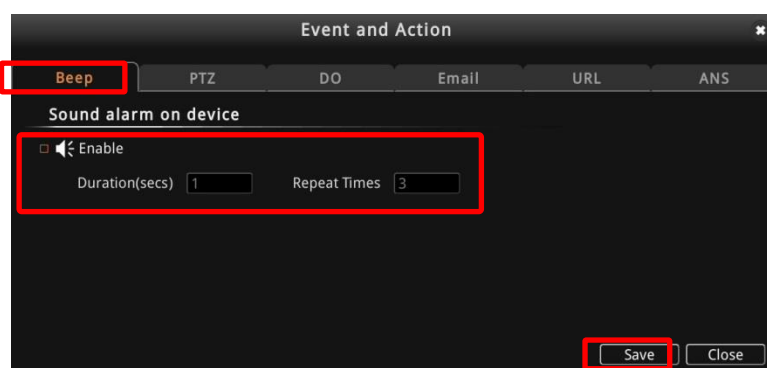 Event and Action
Beep PTZ DO Email URL ANS
Sound alarm on device
Enable
Duration(secs) 1 Repeat Times 3
Save Close